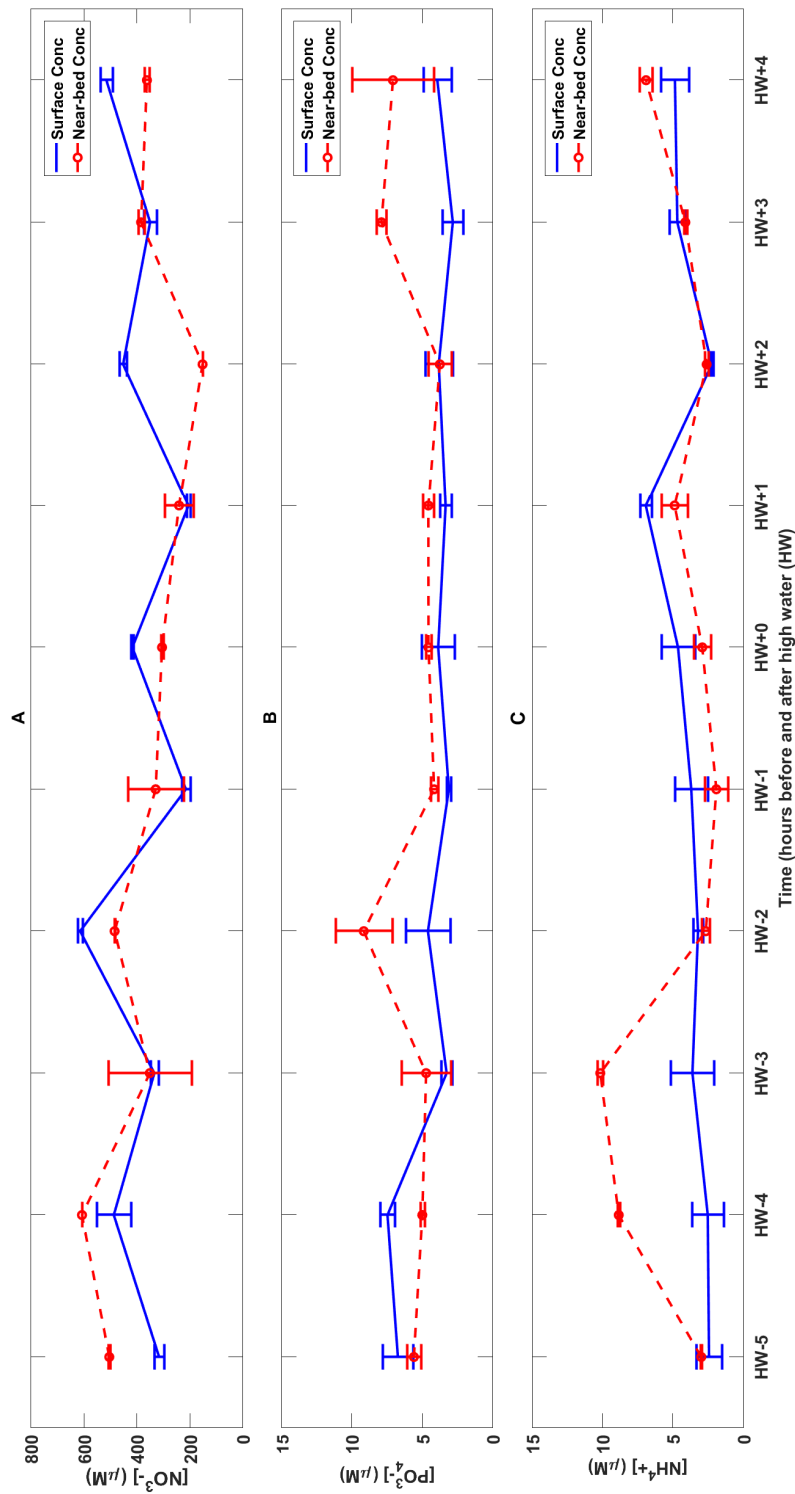 A
Surface Conc
Near-bed Conc
[NO³-] (μM)
800
600
400
200
0
B
Surface Conc
Near-bed Conc
[PO³-₄] (μM)
15
10
5
0
C
Surface Conc
Near-bed Conc
[NH⁴+] (μM)
15
10
5
0
HW-5 HW-4 HW-3 HW-2 HW-1 HW+0 HW+1 HW+2 HW+3 HW+4
Time (hours before and after high water (HW)